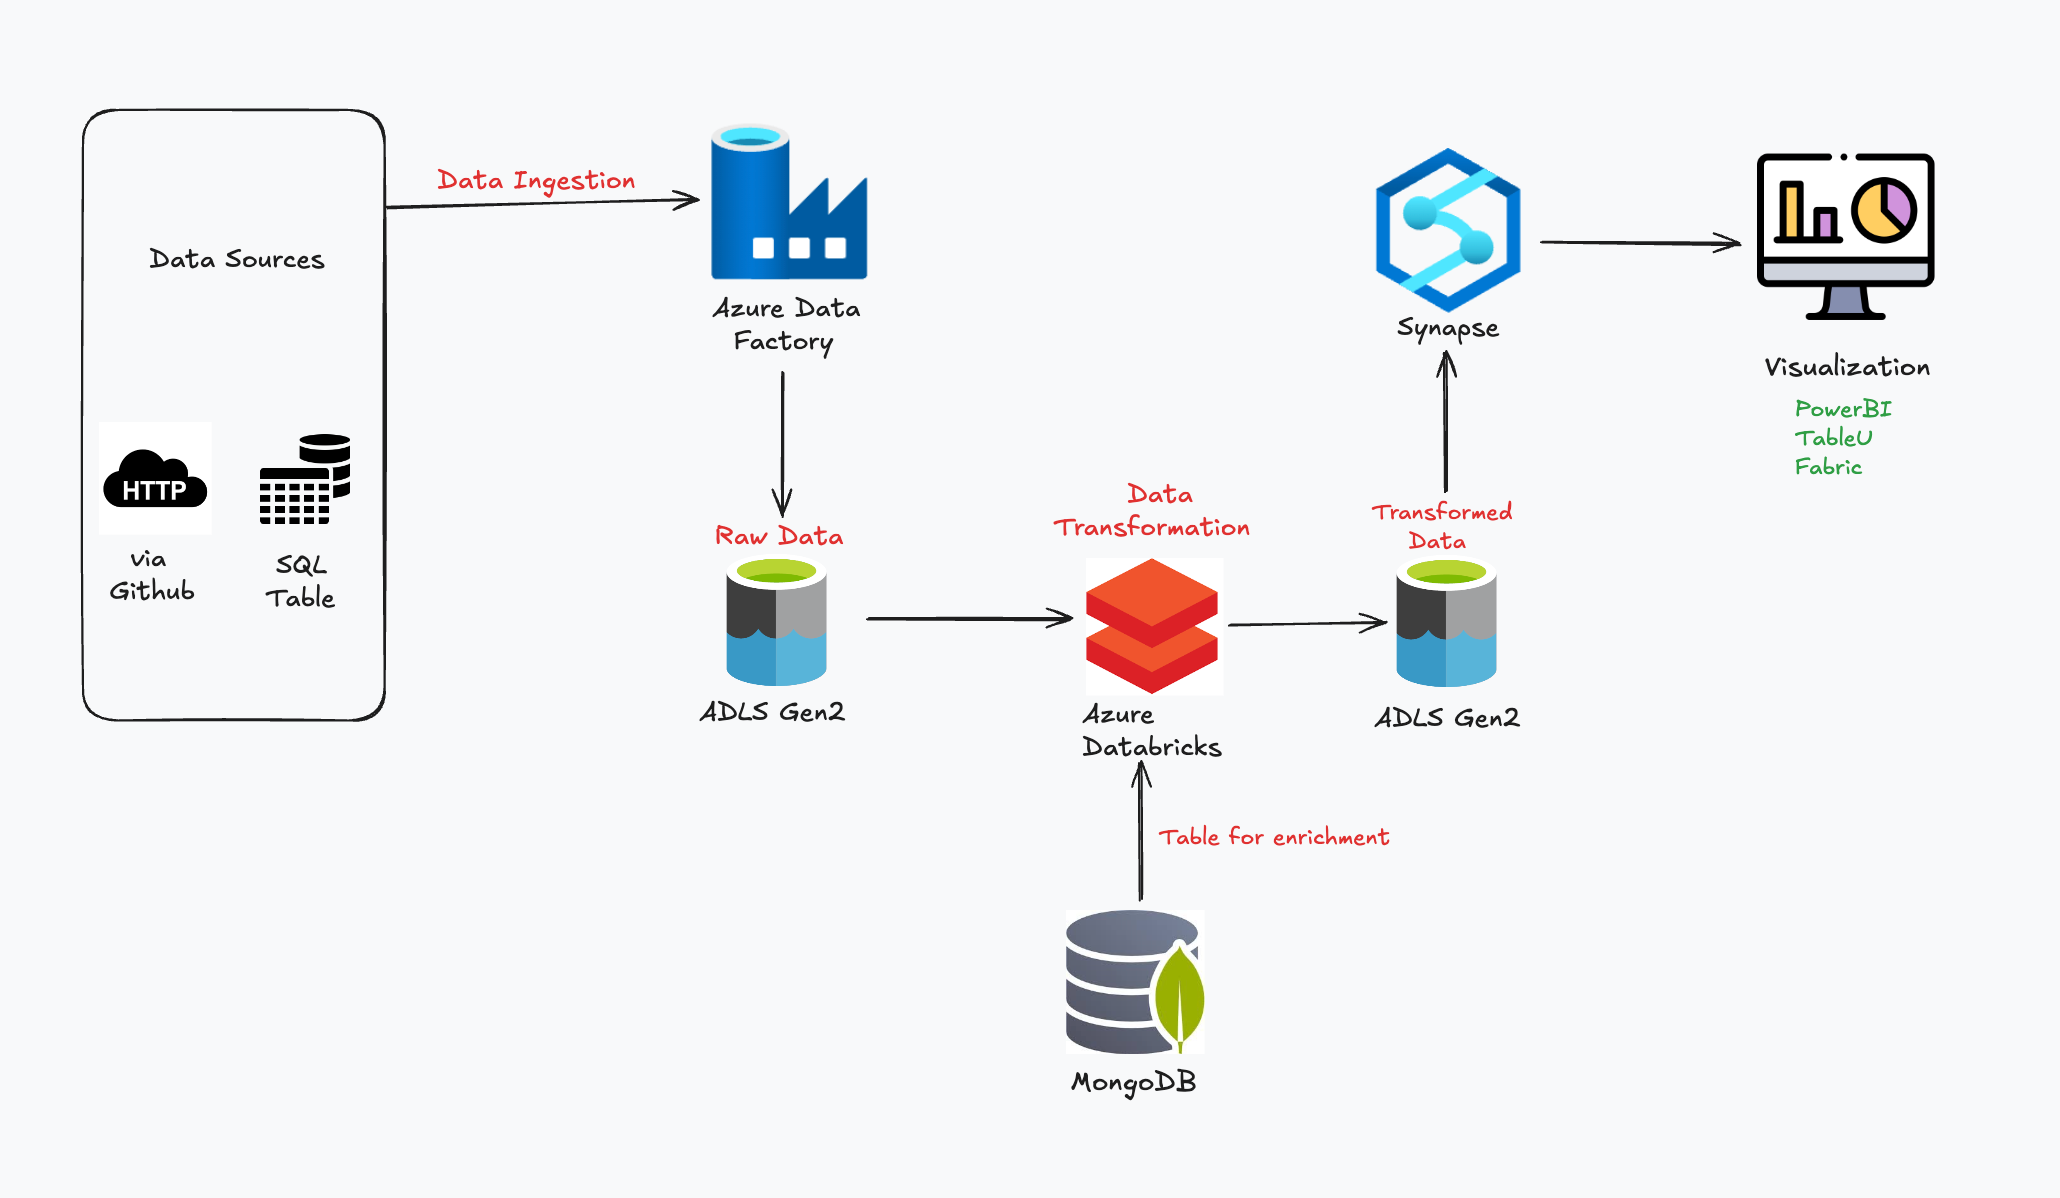 Data Sources
HTTP
via
Github
SQL
Table
Data Ingestion
Azure Data
Factory
Raw Data
ADLS Gen2
Data
Transformation
Azure
Databricks
Table for enrichment
MongoDB
Transformed
Data
ADLS Gen2
Synapse
Visualization
PowerBI
TableU
Fabric